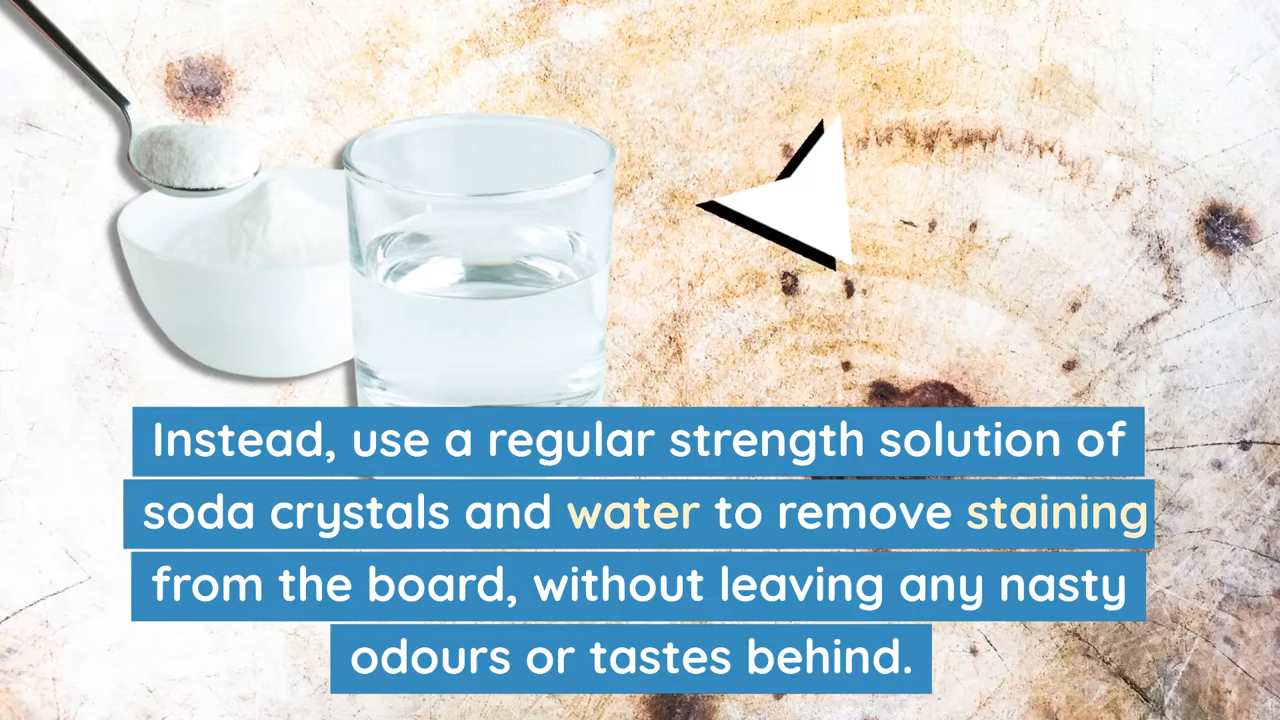 Instead, use a regular strength solution of
soda crystals and water to remove staining
from the board, without leaving any nasty
odours or tastes behind.